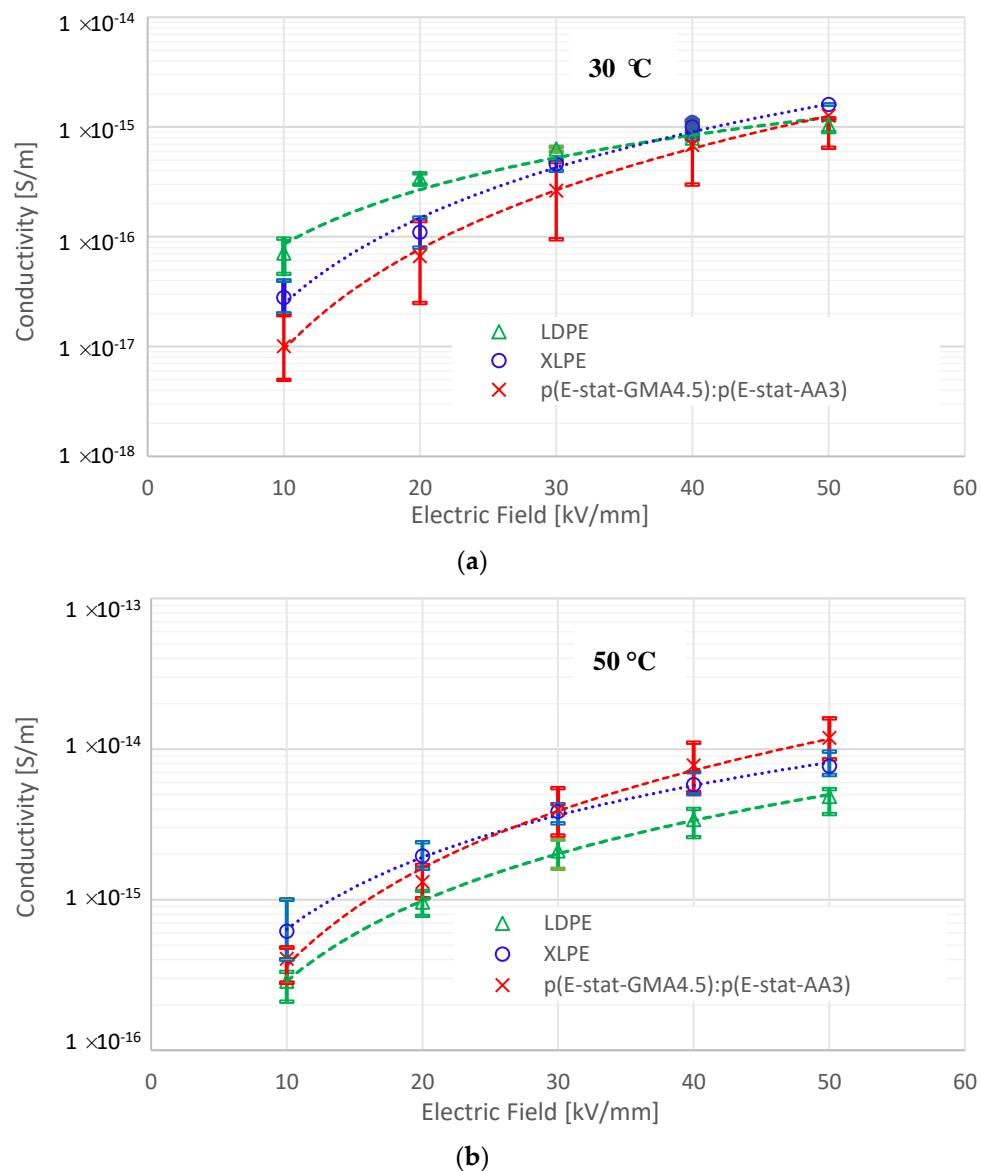 (a)
1 ×10-14
30 ℃
1 ×10-15
1 ×10-16
1 ×10-17
1 ×10-18
Conductivity [S/m]
LDPE
XLPE
p(E-stat-GMA4.5):p(E-stat-AA3)
0 10 20 30 40 50 60
Electric Field [kV/mm]
(a)
1 ×10-13
50 °C
1 ×10-14
1 ×10-15
1 ×10-16
Conductivity [S/m]
LDPE
XLPE
p(E-stat-GMA4.5):p(E-stat-AA3)
0 10 20 30 40 50 60
Electric Field [kV/mm]
(b)